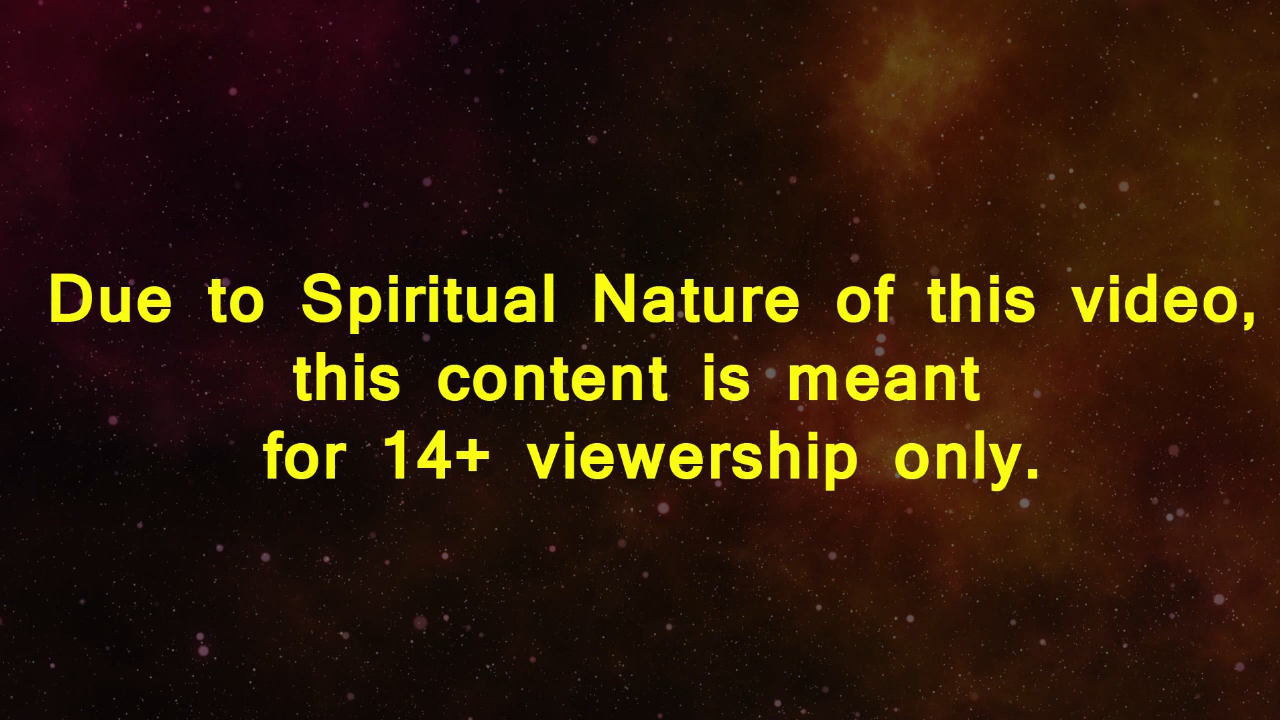 Due to Spiritual Nature of this video,
this content is meant
for 14+ viewership only.